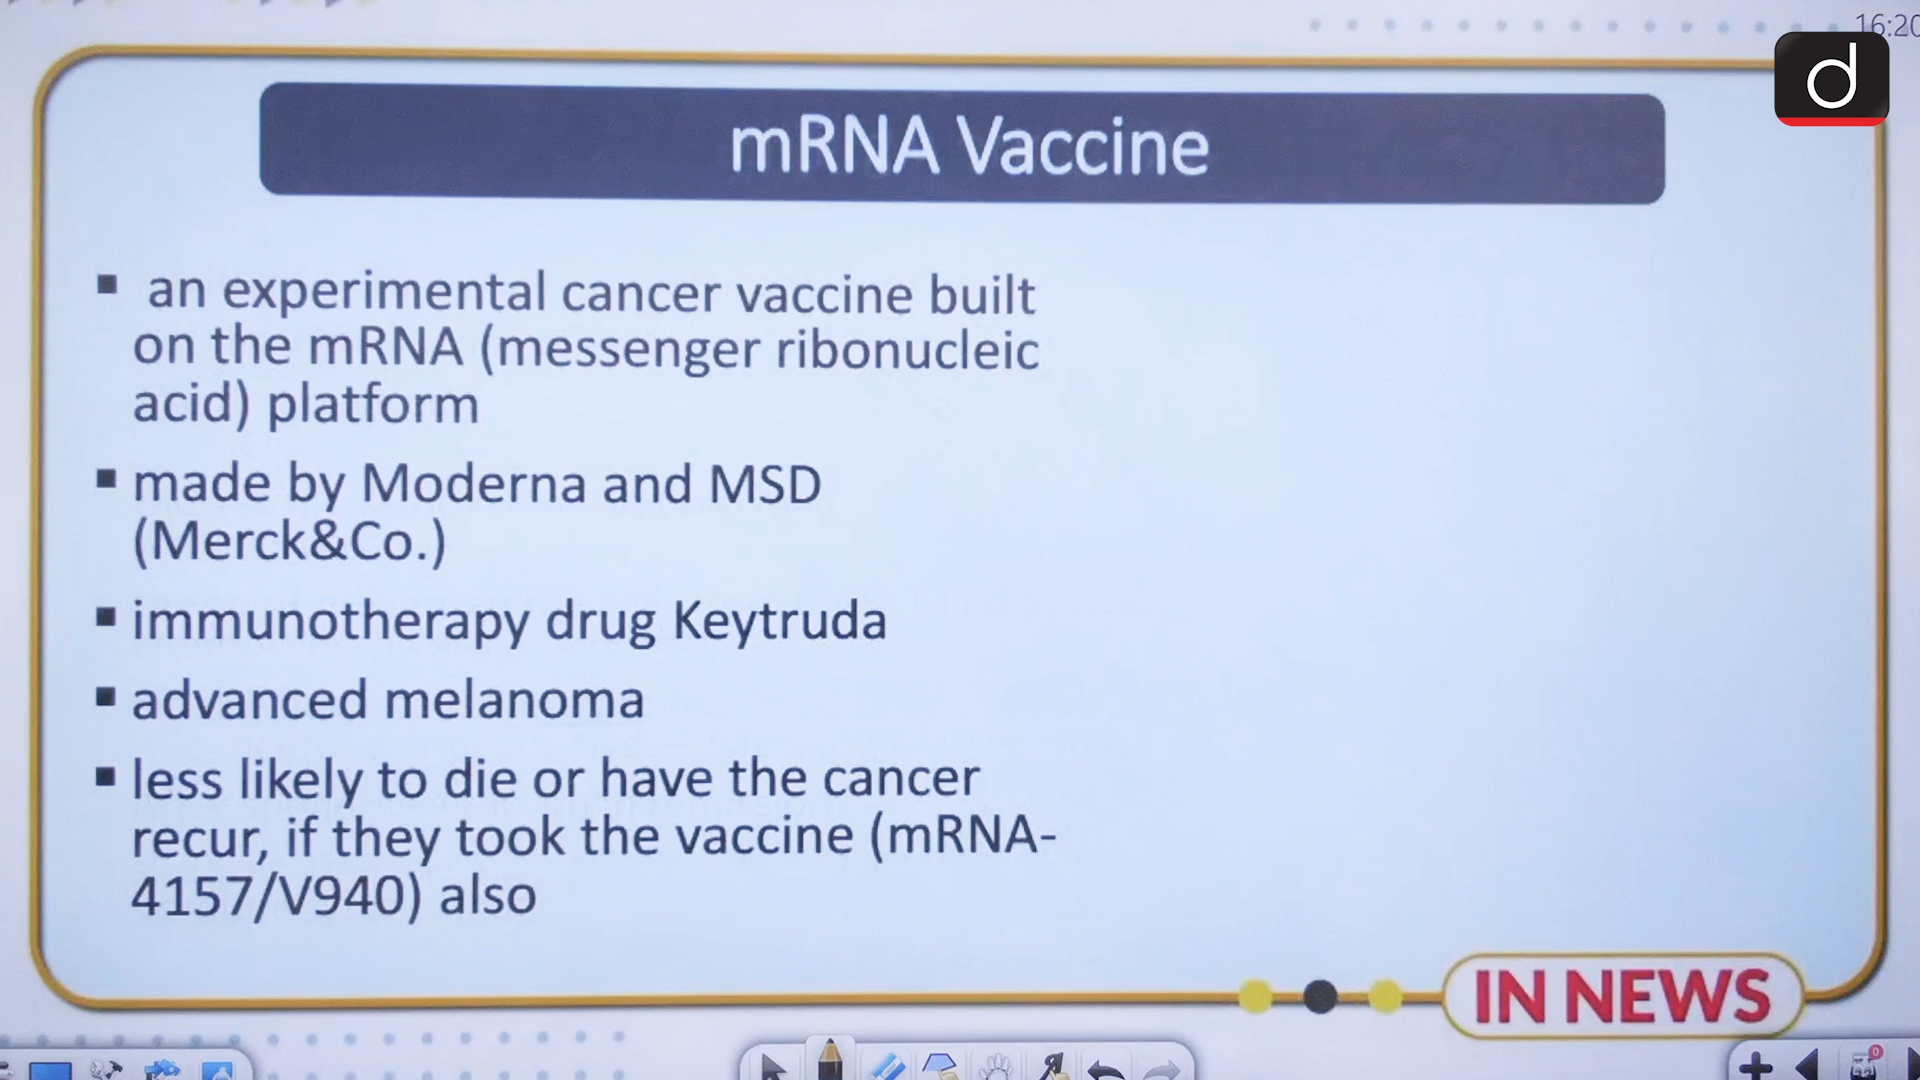 16:20
d
mRNA Vaccine
▪ an experimental cancer vaccine built
on the mRNA (messenger ribonucleic
acid) platform
▪ made by Moderna and MSD
(Merck&Co.)
▪ immunotherapy drug Keytruda
▪ advanced melanoma
▪ less likely to die or have the cancer
recur, if they took the vaccine (mRNA-
4157/V940) also
IN NEWS
0